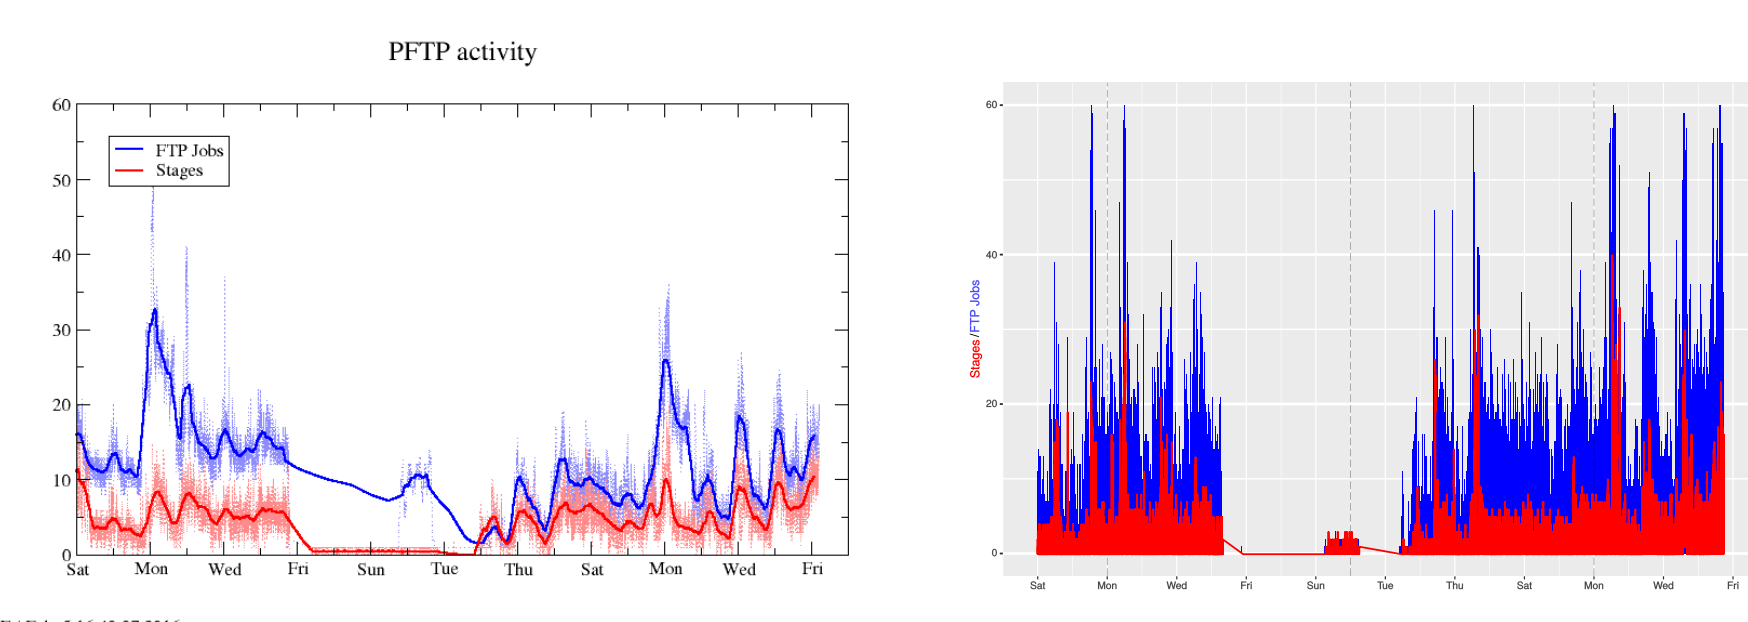 PFTP activity
60
50
40
30
20
10
0
FTP Jobs
Stages
Sat Mon Wed Fri Sun Tue Thu Sat Mon Wed Fri
Stages / FTP Jobs
60
40
20
0
Sat Mon Wed Fri Sun Tue Thu Sat Mon Wed Fri